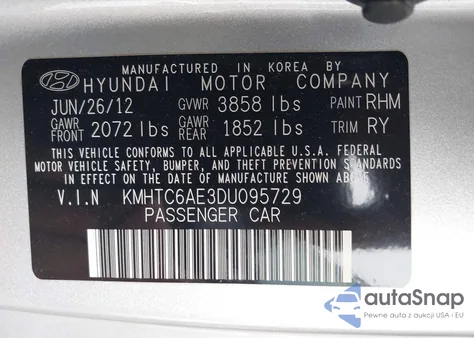 MANUFACTURED IN KOREA BY
HYUNDAI MOTOR COMPANY
JUN/26/12 GVWR 3858 lbs PAINT RHM
GAWR FRONT 2072 lbs GAWR REAR 1852 lbs TRIM RY
THIS VEHICLE CONFORMS TO ALL APPLICABLE U.S.A. FEDERAL
MOTOR VEHICLE SAFETY, BUMPER, AND THEFT PREVENTION STANDARDS
IN EFFECT ON THE DATE OF MANUFACTURE SHOWN ABOVE
V.I.N KMHTC6AE3DU095729
PASSENGER CAR
autoSnap
Pewne auta z aukcji USA i EU